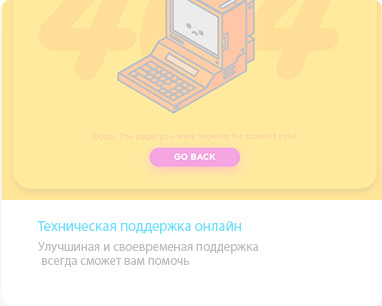 404
Oops. The page you were looking for doesn't exist
GO BACK
Техническая поддержка онлайн
Улучшиная и своевременая поддержка
всегда сможет вам помочь